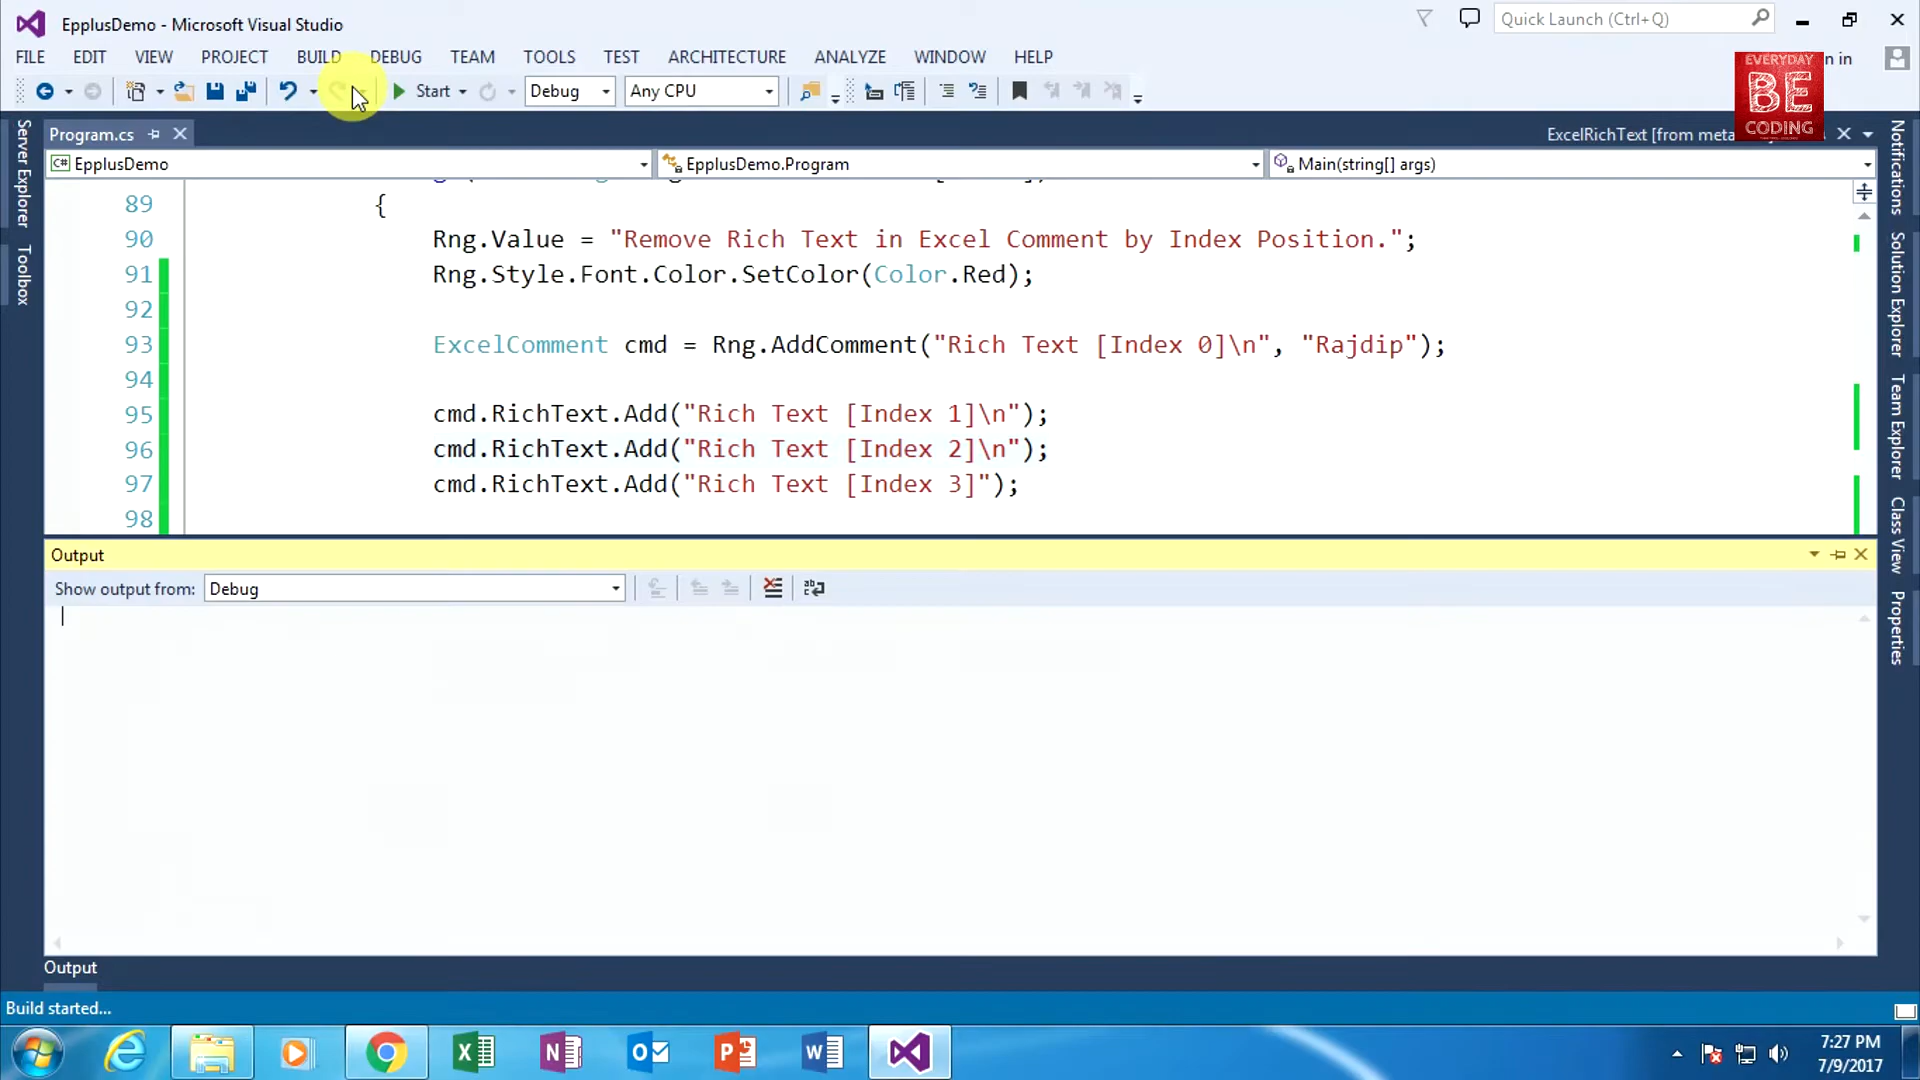 EpplusDemo - Microsoft Visual Studio
Quick Launch (Ctrl+Q)
FILE EDIT VIEW PROJECT BUILD DEBUG TEAM TOOLS TEST ARCHITECTURE ANALYZE WINDOW HELP
n in
EVERYDAY
BE
CODING
Start Debug Any CPU
Program.cs
ExcelRichText [from meta
EpplusDemo EpplusDemo.Program Main(string[] args)
Server Explorer
Toolbox
Notifications
Solution Explorer
Team Explorer
Class View
Properties
89 {
90 Rng.Value = "Remove Rich Text in Excel Comment by Index Position.";
91 Rng.Style.Font.Color.SetColor(Color.Red);
92
93 ExcelComment cmd = Rng.AddComment("Rich Text [Index 0]\n", "Rajdip");
94
95 cmd.RichText.Add("Rich Text [Index 1]\n");
96 cmd.RichText.Add("Rich Text [Index 2]\n");
97 cmd.RichText.Add("Rich Text [Index 3]");
98
Output
Show output from: Debug
Output
Build started...
7:27 PM
7/9/2017